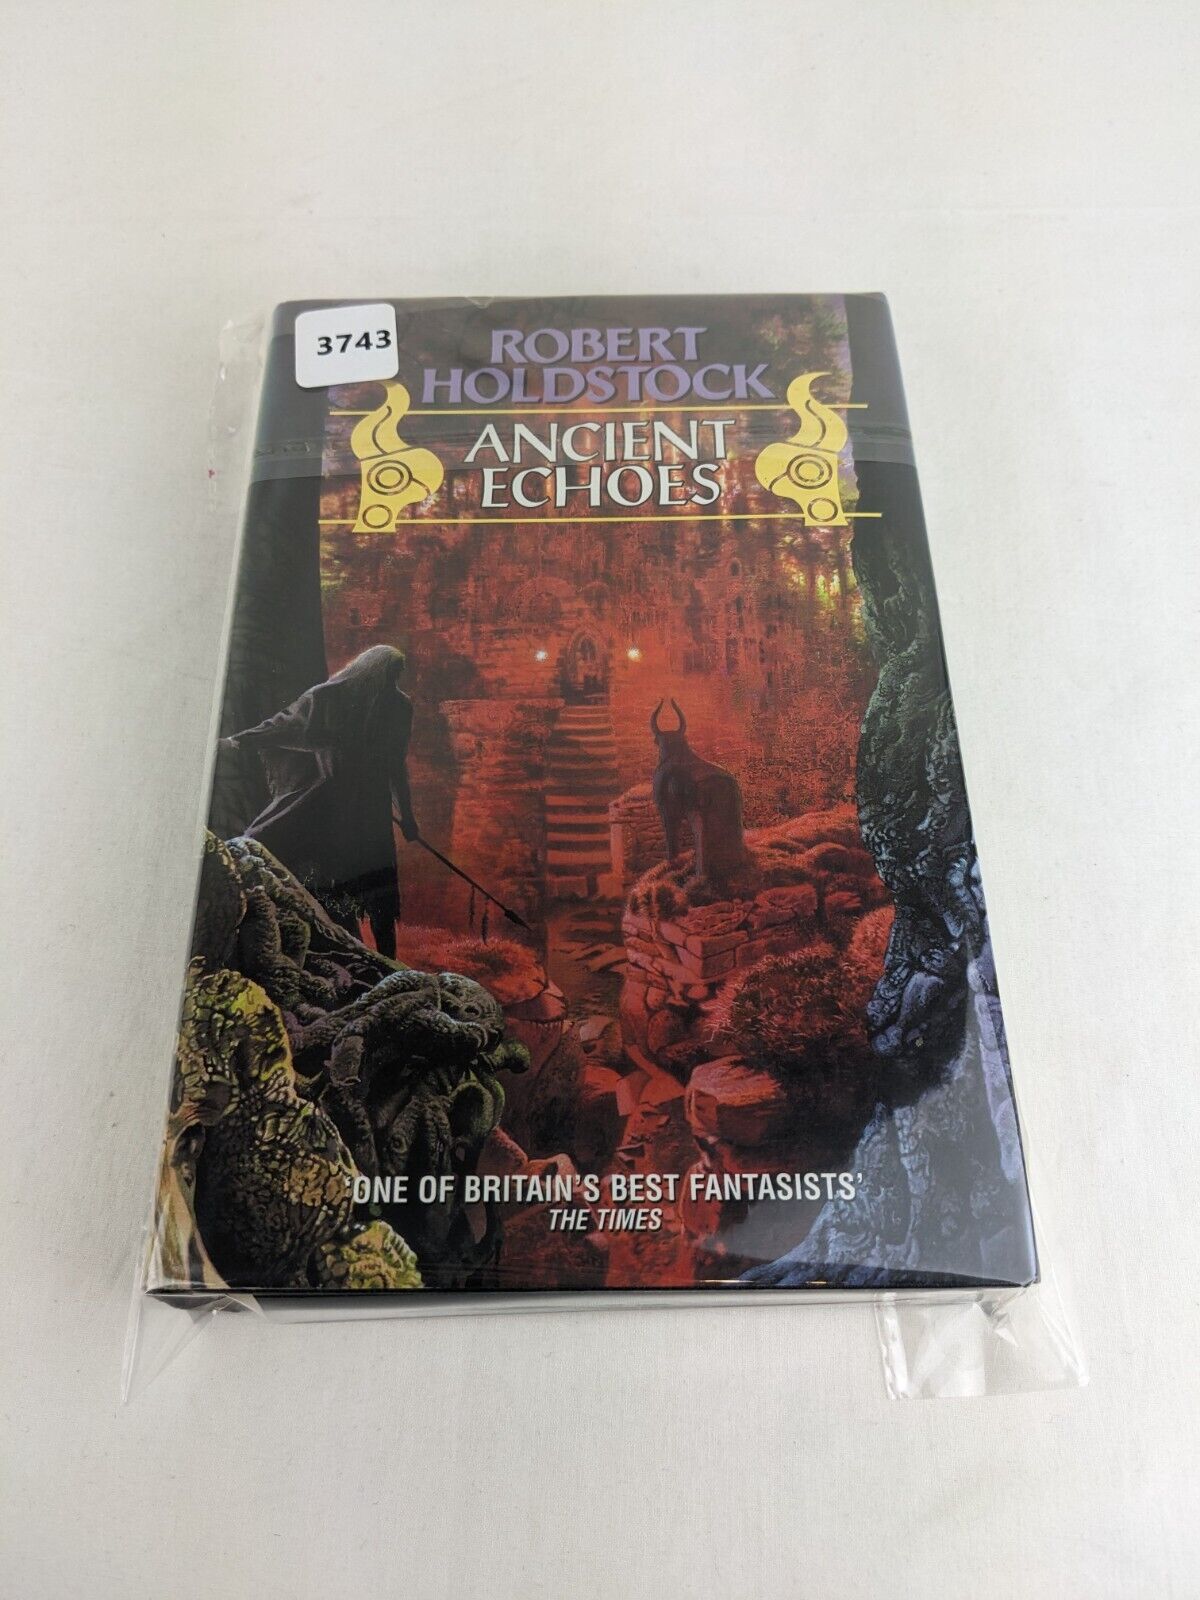 3743
ROBERT
HOLDSTOCK
ANCIENT
ECHOES
'ONE OF BRITAIN'S BEST FANTASISTS'
THE TIMES